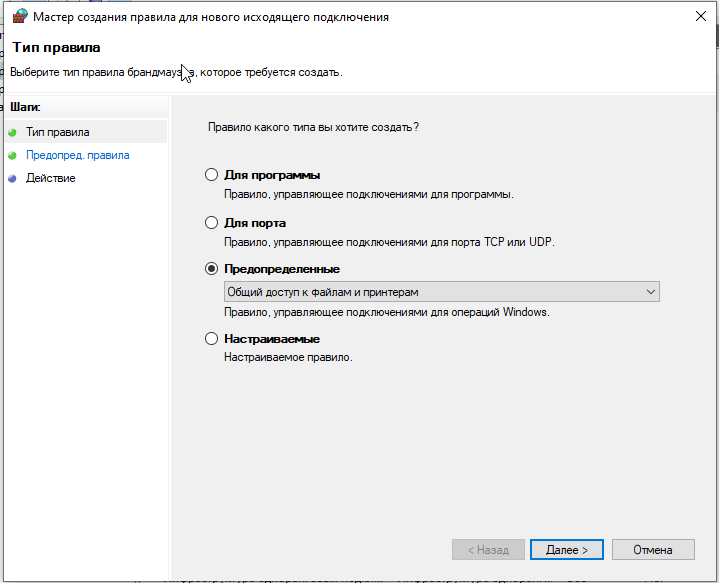 Мастер создания правила для нового исходящего подключения
Тип правила
Выберите тип правила брандмауэра, которое требуется создать.
Шаги:
Тип правила
Предопред. правила
Действие
Правило какого типа вы хотите создать?
Для программы
Правило, управляющее подключениями для программы.
Для порта
Правило, управляющее подключениями для порта TCP или UDP.
Предопределенные
Общий доступ к файлам и принтерам
Правило, управляющее подключениями для операций Windows.
Настраиваемые
Настраиваемое правило.
< Назад
Далее >
Отмена